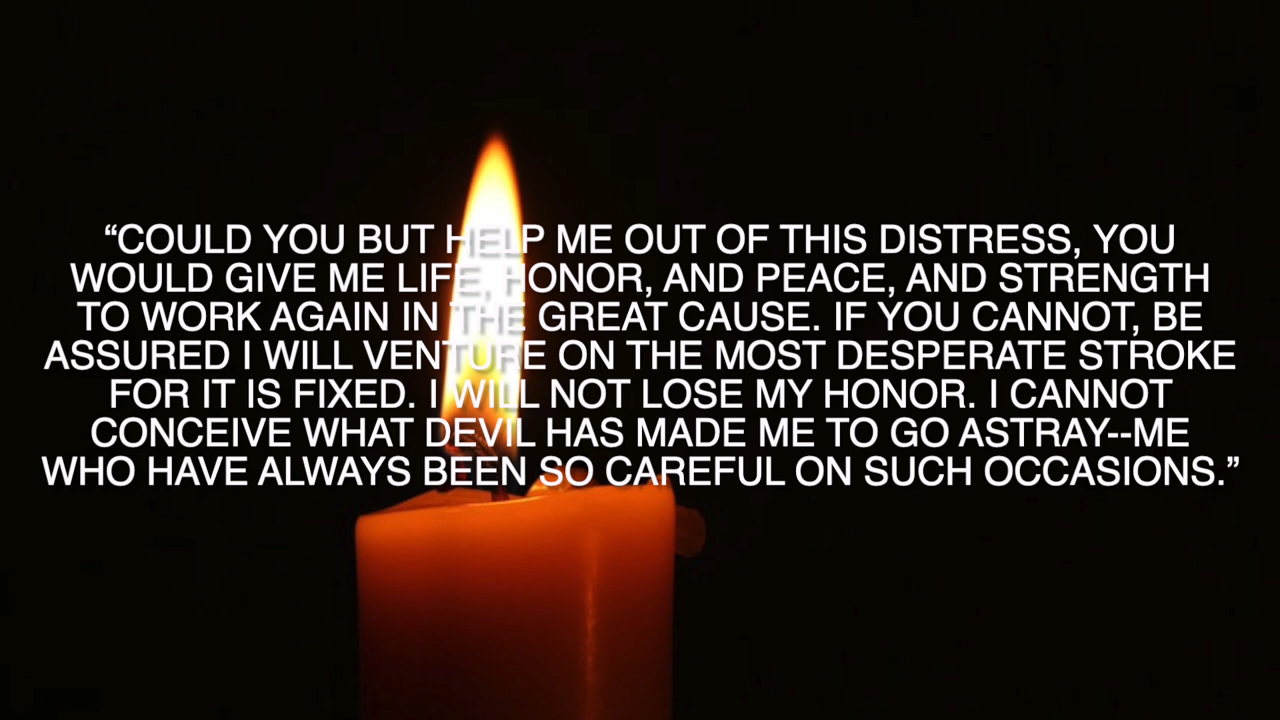 “COULD YOU BUT HELP ME OUT OF THIS DISTRESS, YOU
WOULD GIVE ME LIFE, HONOR, AND PEACE, AND STRENGTH
TO WORK AGAIN IN THE GREAT CAUSE. IF YOU CANNOT, BE
ASSURED I WILL VENTURE ON THE MOST DESPERATE STROKE
FOR IT IS FIXED. I WILL NOT LOSE MY HONOR. I CANNOT
CONCEIVE WHAT DEVIL HAS MADE ME TO GO ASTRAY--ME
WHO HAVE ALWAYS BEEN SO CAREFUL ON SUCH OCCASIONS.”